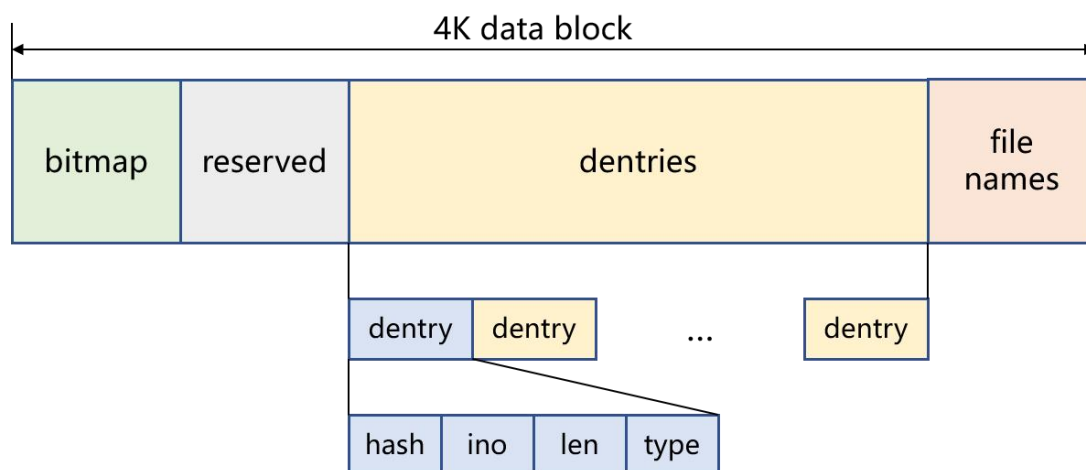 4K data block
bitmap
reserved
dentries
file
names
dentry
dentry
...
dentry
hash
ino
len
type